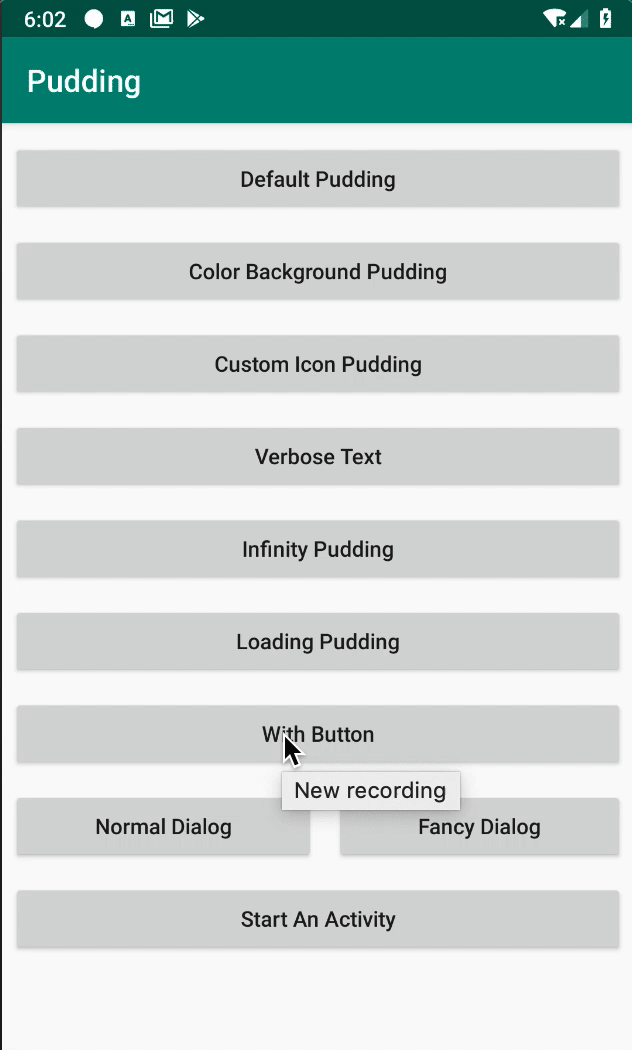 6:02
Pudding
Default Pudding
Color Background Pudding
Custom Icon Pudding
Verbose Text
Infinity Pudding
Loading Pudding
With Button
New recording
Normal Dialog
Fancy Dialog
Start An Activity